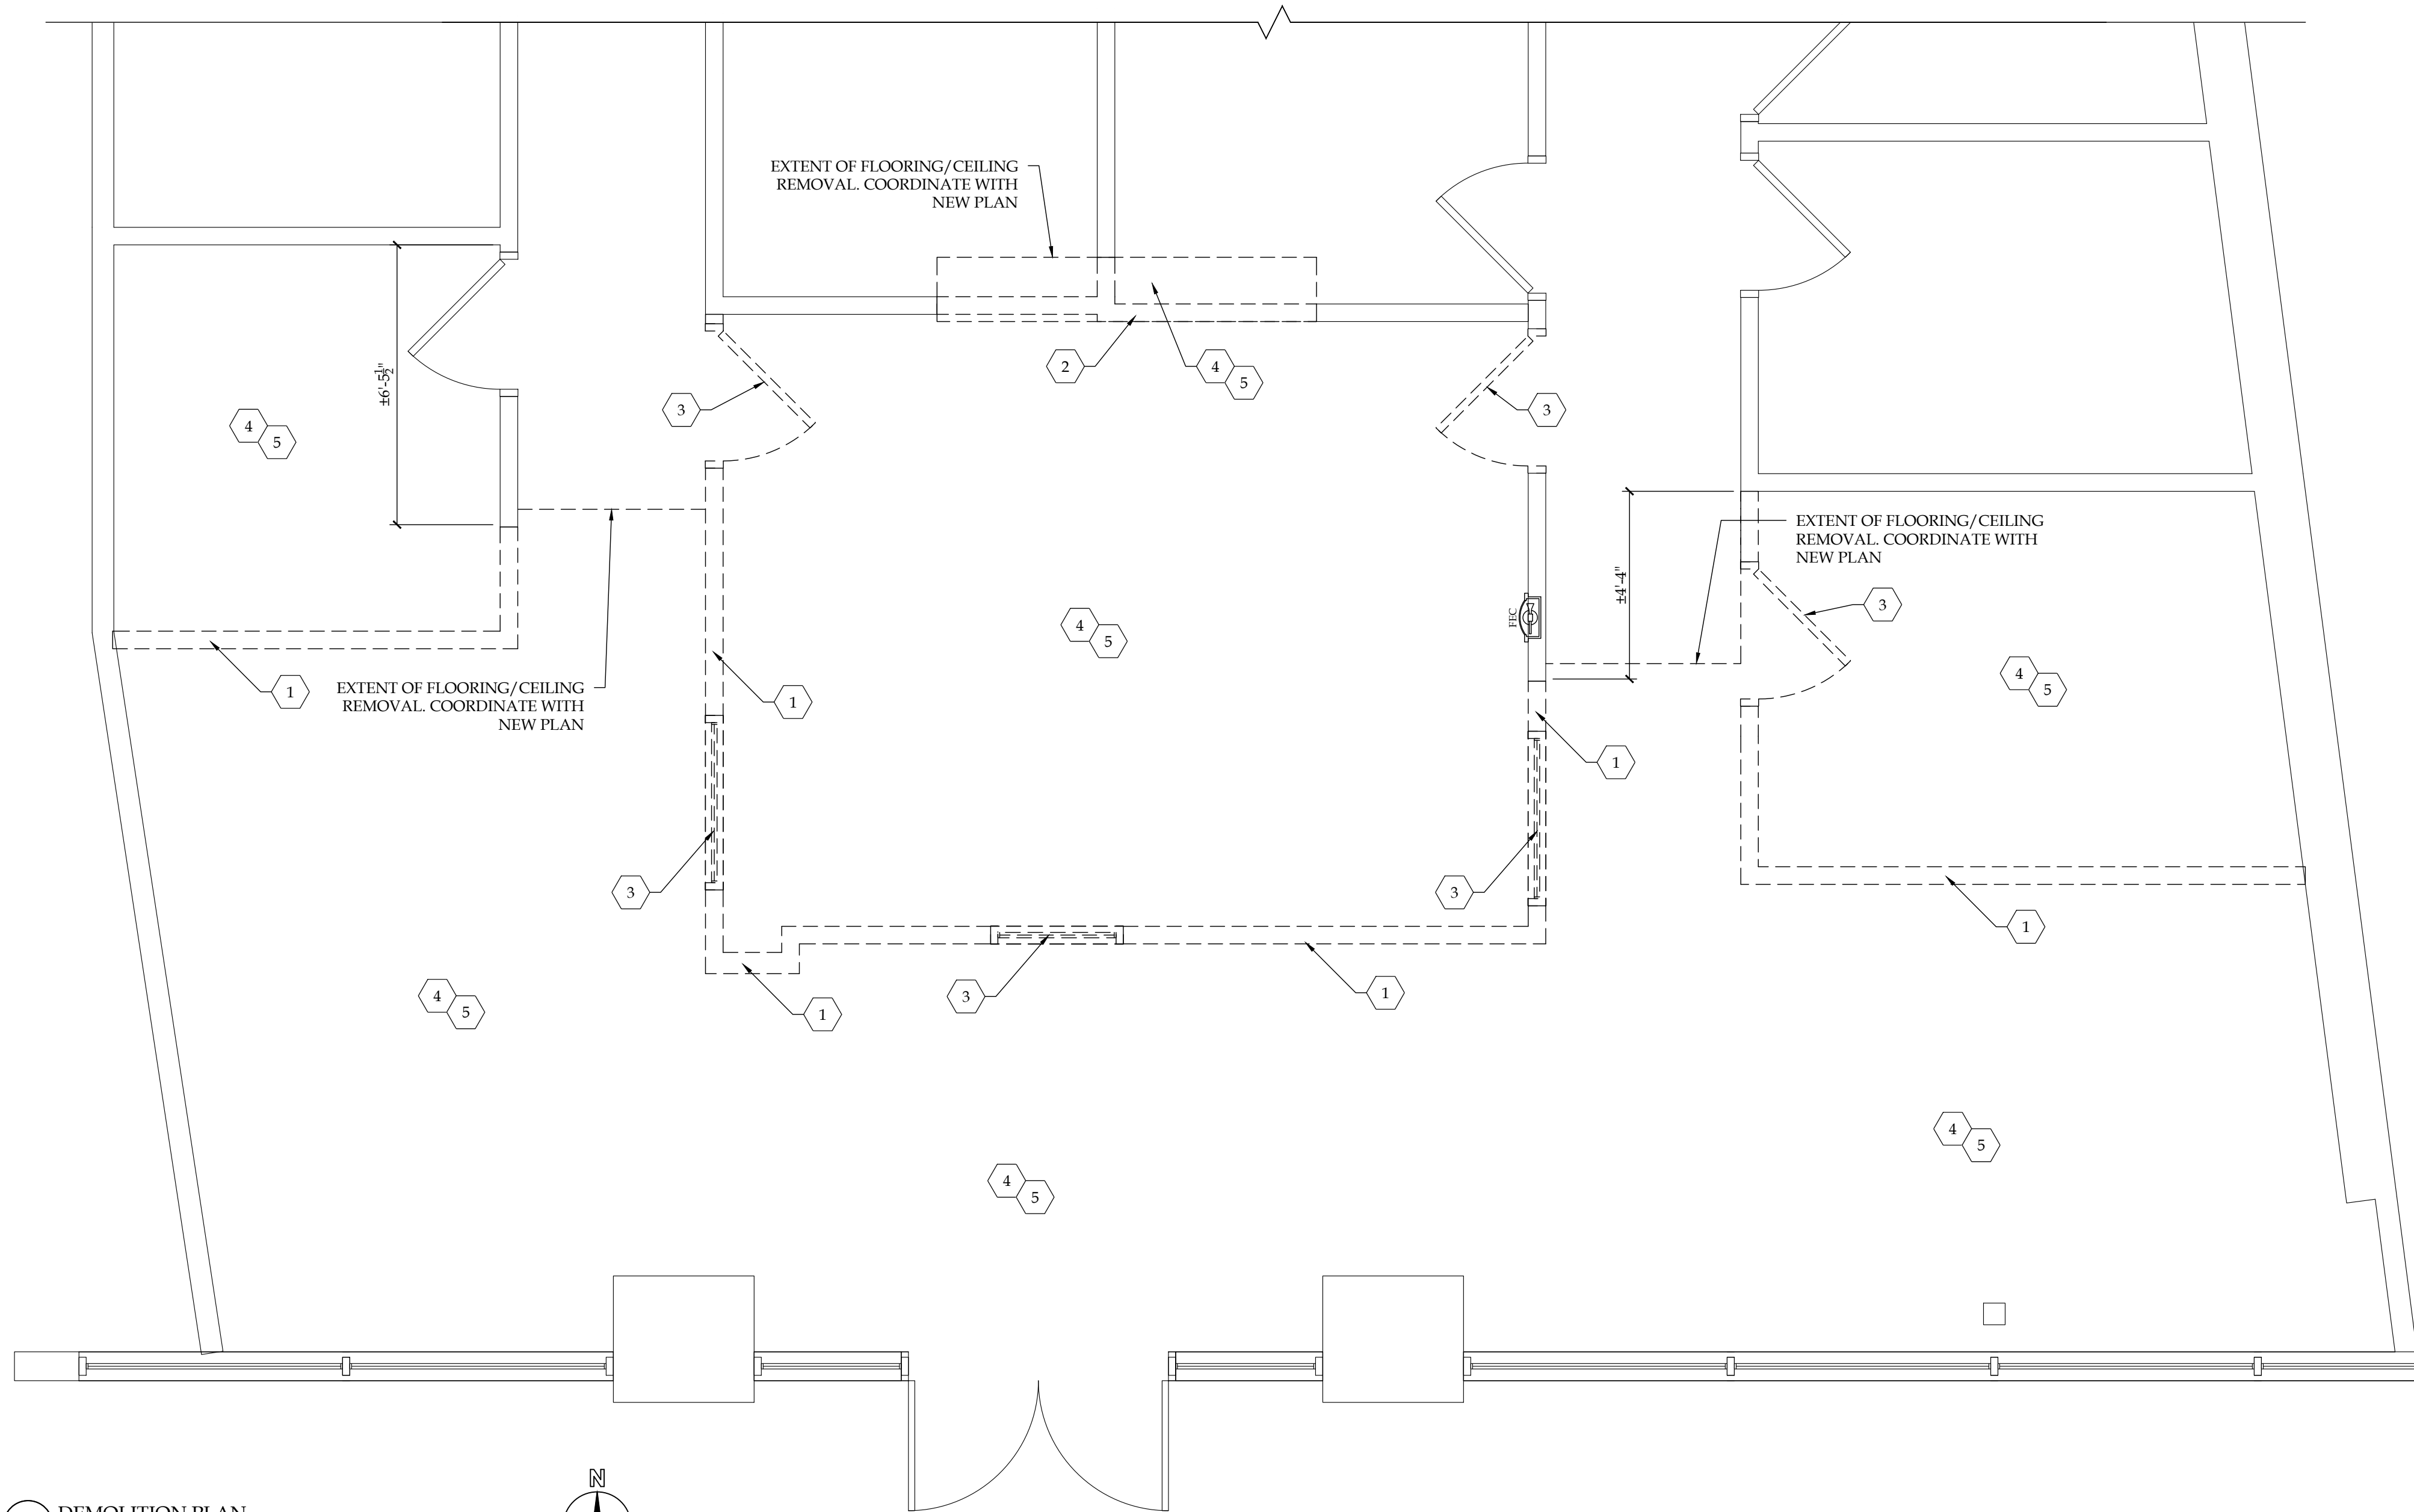 EXTENT OF FLOORING/CEILING
REMOVAL. COORDINATE WITH
NEW PLAN
2
4
5
3
3
±6'-5½"
4
5
EXTENT OF FLOORING/CEILING
REMOVAL. COORDINATE WITH
NEW PLAN
±4'-4"
FEC
3
4
5
4
5
1
EXTENT OF FLOORING/CEILING
REMOVAL. COORDINATE WITH
NEW PLAN
1
1
3
3
1
4
5
1
3
1
4
5
4
5
N
DEMOLITION PLAN